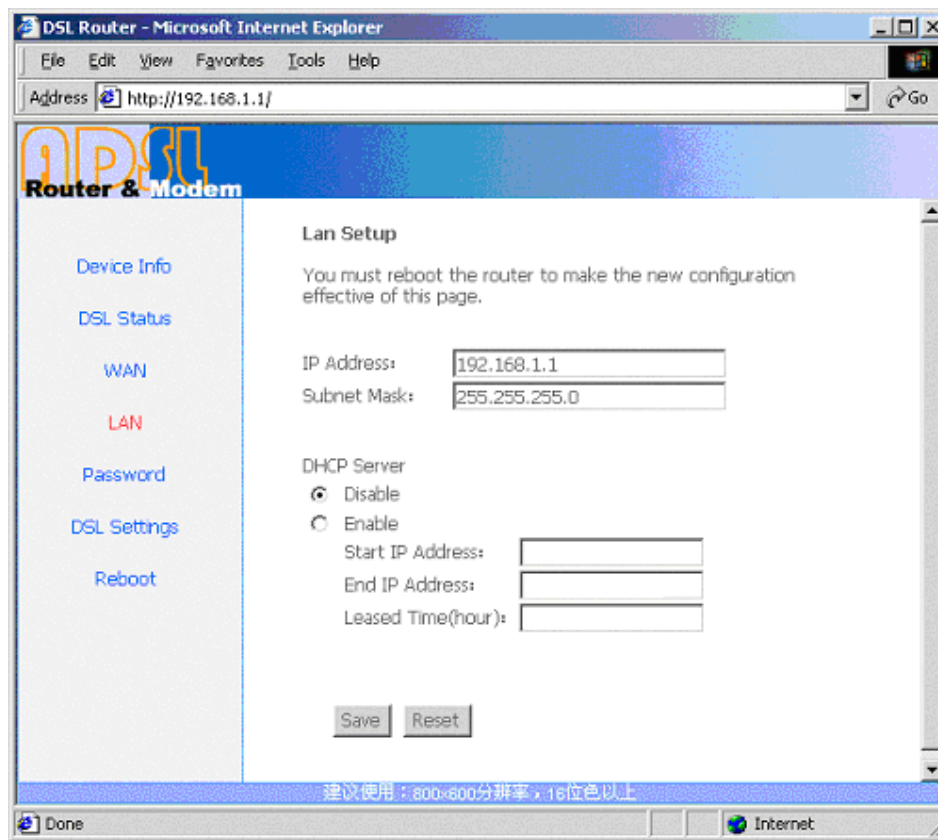 DSL Router - Microsoft Internet Explorer
File Edit View Favorites Tools Help
Address http://192.168.1.1/ Go
ADSL
Router & Modem
Device Info
DSL Status
WAN
LAN
Password
DSL Settings
Reboot
Lan Setup
You must reboot the router to make the new configuration
effective of this page.
IP Address: 192.168.1.1
Subnet Mask: 255.255.255.0
DHCP Server
Disable
Enable
Start IP Address:
End IP Address:
Leased Time(hour):
Save Reset
建议使用：800×600分辨率，16位色以上
Done Internet